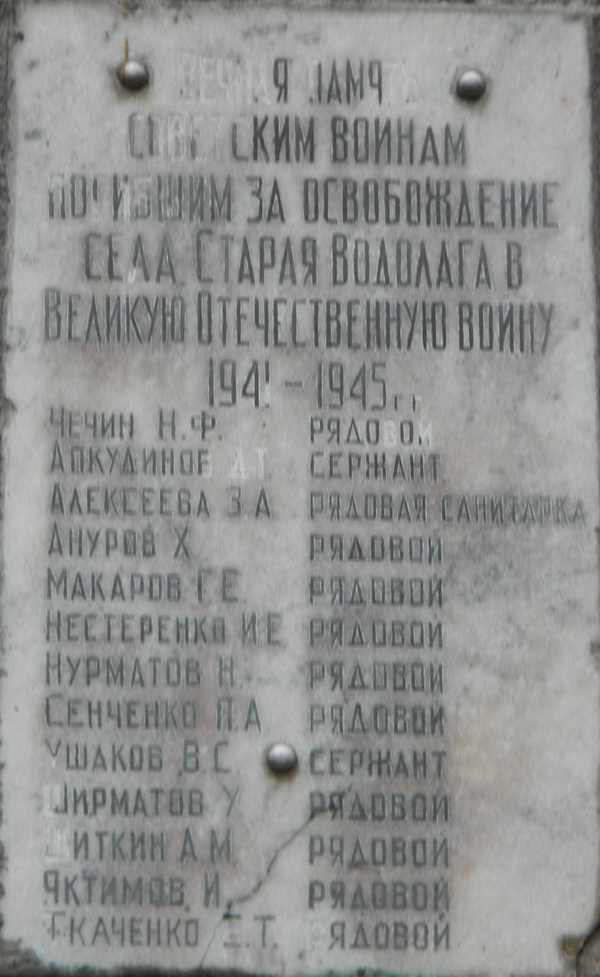 ВЕЧНАЯ ПАМЯТЬ
СОВЕТСКИМ ВОИНАМ
ПОГИБШИМ ЗА ОСВОБОЖДЕНИЕ
СЕЛА СТАРАЯ ВОДОЛАГА В
ВЕЛИКУЮ ОТЕЧЕСТВЕННУЮ ВОЙНУ
1941 - 1945 гг
ЧЕЧИН Н.Ф. РЯДОВОЙ
АПКУДИНОВ А.Т. СЕРЖАНТ
АЛЕКСЕЕВА З.А РЯДОВАЯ САНИТАРКА
АНУРОВ Х РЯДОВОЙ
МАКАРОВ Г.Е. РЯДОВОЙ
НЕСТЕРЕНКО И.Е РЯДОВОЙ
НУРМАТОВ Н. РЯДОВОЙ
СЕНЧЕНКО П.А РЯДОВОЙ
УШАКОВ В.С. СЕРЖАНТ
ШИРМАТОВ У РЯДОВОЙ
ШИТКИН А.М. РЯДОВОЙ
ЯКТИМОВ И. РЯДОВОЙ
ТКАЧЕНКО Е.Т. РЯДОВОЙ